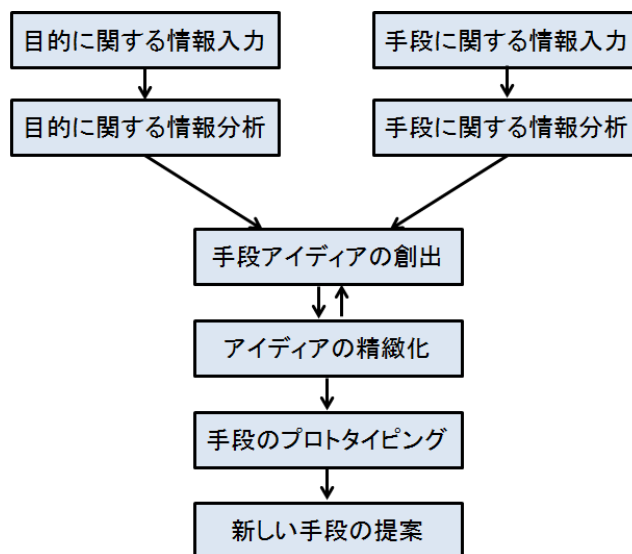 目的に関する情報入力
手段に関する情報入力
目的に関する情報分析
手段に関する情報分析
手段アイディアの創出
アイディアの精緻化
手段のプロトタイピング
新しい手段の提案